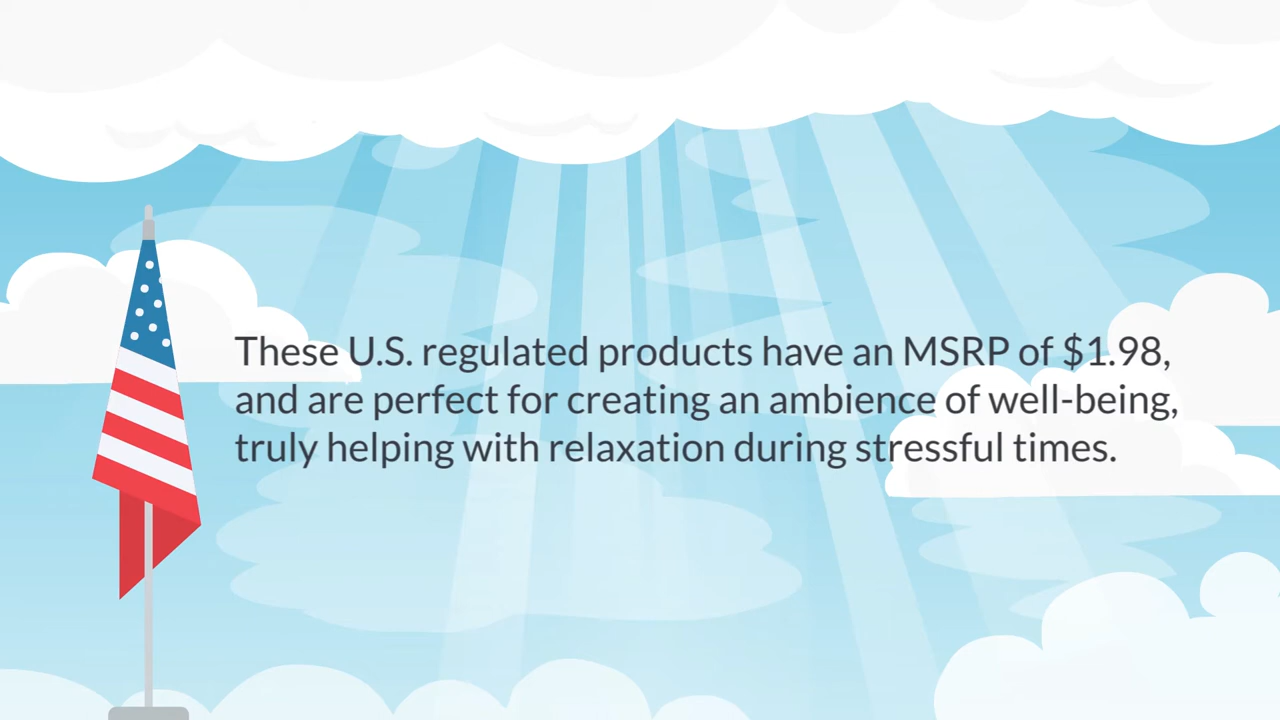 These U.S. regulated products have an MSRP of $1.98,
and are perfect for creating an ambience of well-being,
truly helping with relaxation during stressful times.